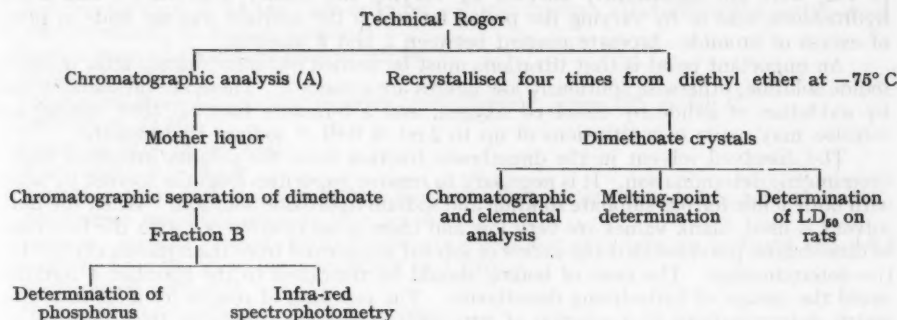 Technical Rogor
Chromatographic analysis (A)
Recrystallised four times from diethyl ether at −75° C
Mother liquor
Dimethoate crystals
Chromatographic separation of dimethoate
Chromatographic and elemental analysis
Melting-point determination
Determination of LD⁵⁰ on rats
Fraction B
Determination of phosphorus
Infra-red spectrophotometry